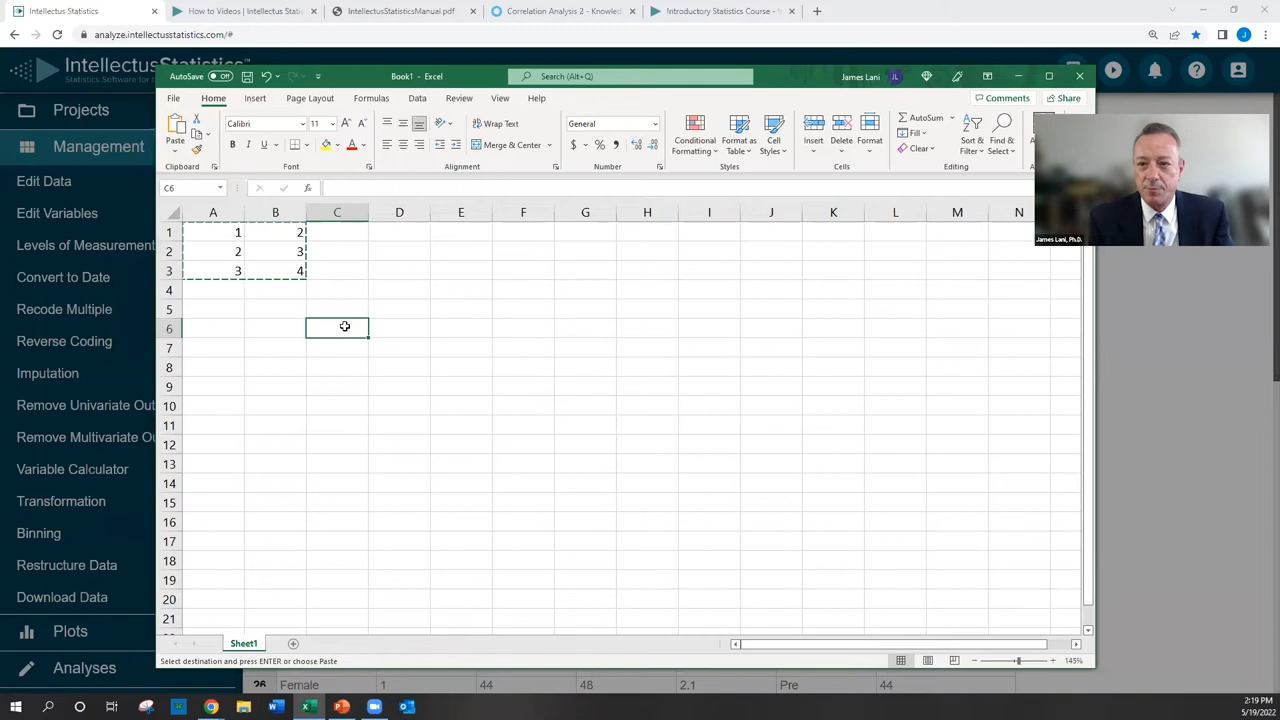 Intellectus Statistics
How to Videos | Intellectus Stati
IntellectusStatisticsManual.pdf
Correlation Analysis 2 - Knowled
Introductory Statistics Course -
analyze.intellectusstatistics.com/#
J
INTELLECTUS
Statistics Software for
Projects
Management
Edit Data
Edit Variables
Levels of Measurement
Convert to Date
Recode Multiple
Reverse Coding
Imputation
Remove Univariate Out
Remove Multivariate Ou
Variable Calculator
Transformation
Binning
Restructure Data
Download Data
Plots
Analyses
AutoSave Off
Book1 - Excel
Search (Alt+Q)
James Lani JL
File Home Insert Page Layout Formulas Data Review View Help
Comments Share
Paste
Calibri 11
Wrap Text
General
Conditional Formatting
Format as Table
Cell Styles
Insert Delete Format
AutoSum
Fill
Clear
Sort & Filter
Find & Select
B I U
Merge & Center
$ % ,
Clipboard Font Alignment Number Styles Cells Editing
C6 fx
A B C D E F G H I J K L M N
1 1 2
2 2 3
3 3 4
4
5
6
7
8
9
10
11
12
13
14
15
16
17
18
19
20
21
James Lani, Ph.D.
Sheet1
Select destination and press ENTER or choose Paste
145%
26 Female 1 44 48 2.1 Pre 44
2:19 PM
5/19/2022